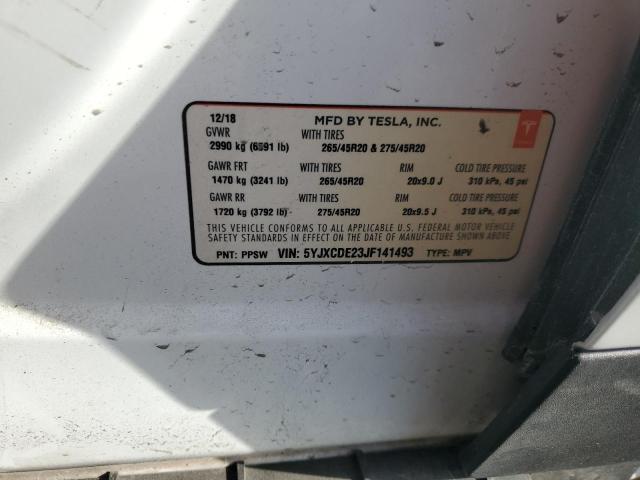 12/18 MFD BY TESLA, INC.
GVWR WITH TIRES
2990 kg (6591 lb) 265/45R20 & 275/45R20
GAWR FRT WITH TIRES RIM COLD TIRE PRESSURE
1470 kg (3241 lb) 265/45R20 20x9.0 J 310 kPa, 45 psi
GAWR RR WITH TIRES RIM COLD TIRE PRESSURE
1720 kg (3792 lb) 275/45R20 20x9.5 J 310 kPa, 45 psi
THIS VEHICLE CONFORMS TO ALL APPLICABLE U.S. FEDERAL MOTOR VEHICLE
SAFETY STANDARDS IN EFFECT ON THE DATE OF MANUFACTURE SHOWN ABOVE.
PNT: PPSW VIN: 5YJXCDE23JF141493 TYPE: MPV